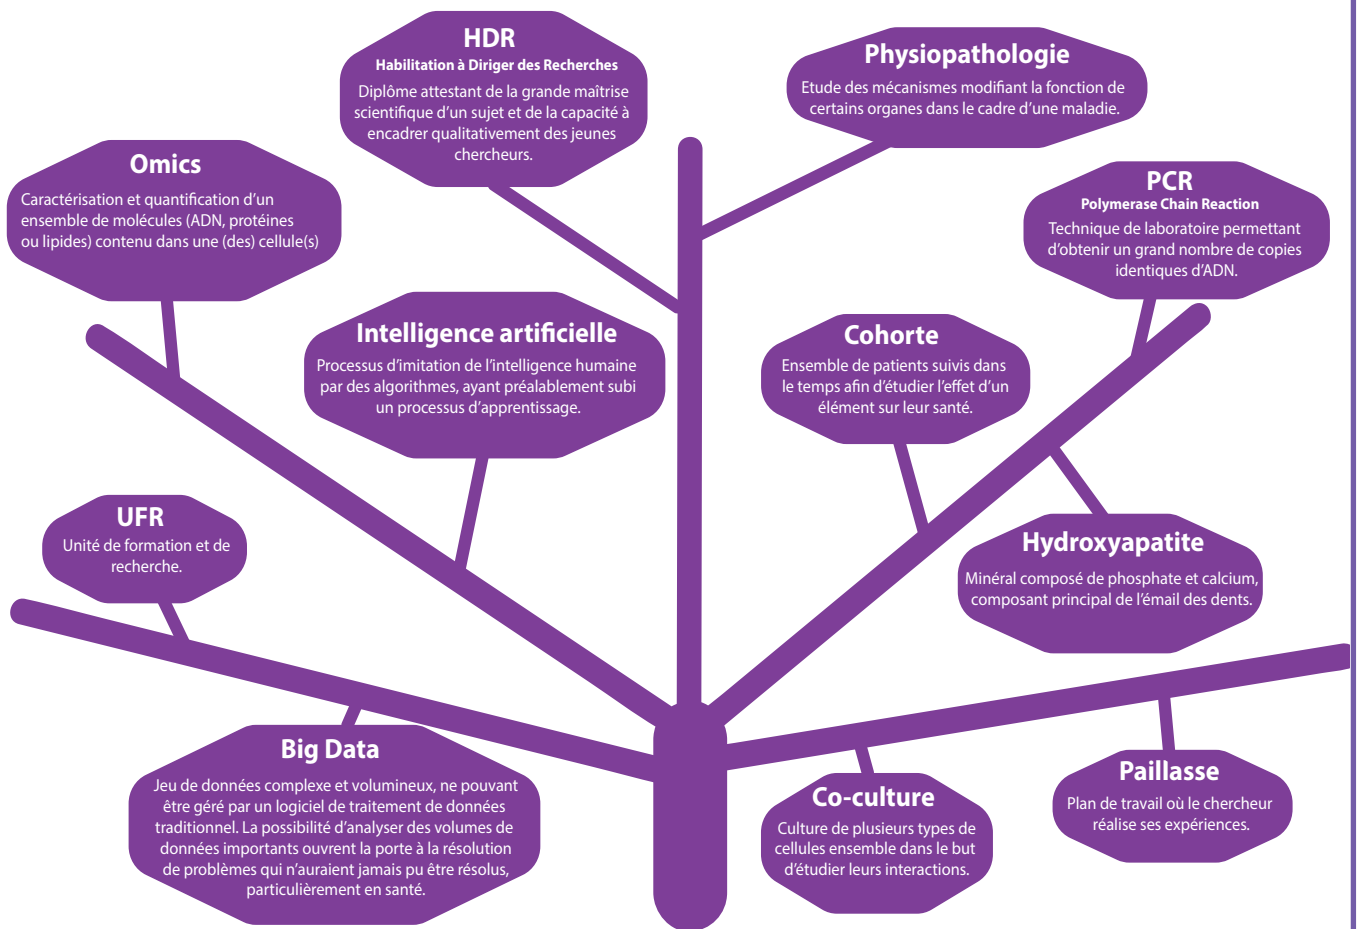 HDR
Habilitation à Diriger des Recherches
Diplôme attestant de la grande maîtrise
scientifique d'un sujet et de la capacité à
encadrer qualitativement des jeunes
chercheurs.
Physiopathologie
Etude des mécanismes modifiant la fonction de
certains organes dans le cadre d'une maladie.
Omics
Caractérisation et quantification d'un
ensemble de molécules (ADN, protéines
ou lipides) contenu dans une (des) cellule(s)
PCR
Polymerase Chain Reaction
Technique de laboratoire permettant
d'obtenir un grand nombre de copies
identiques d'ADN.
Intelligence artificielle
Processus d'imitation de l'intelligence humaine
par des algorithmes, ayant préalablement subi
un processus d'apprentissage.
Cohorte
Ensemble de patients suivis dans
le temps afin d'étudier l'effet d'un
élément sur leur santé.
UFR
Unité de formation et de
recherche.
Hydroxyapatite
Minéral composé de phosphate et calcium,
composant principal de l'émail des dents.
Big Data
Jeu de données complexe et volumineux, ne pouvant
être géré par un logiciel de traitement de données
traditionnel. La possibilité d'analyser des volumes de
données importants ouvrent la porte à la résolution
de problèmes qui n'auraient jamais pu être résolus,
particulièrement en santé.
Co-culture
Culture de plusieurs types de
cellules ensemble dans le but
d'étudier leurs interactions.
Paillasse
Plan de travail où le chercheur
réalise ses expériences.